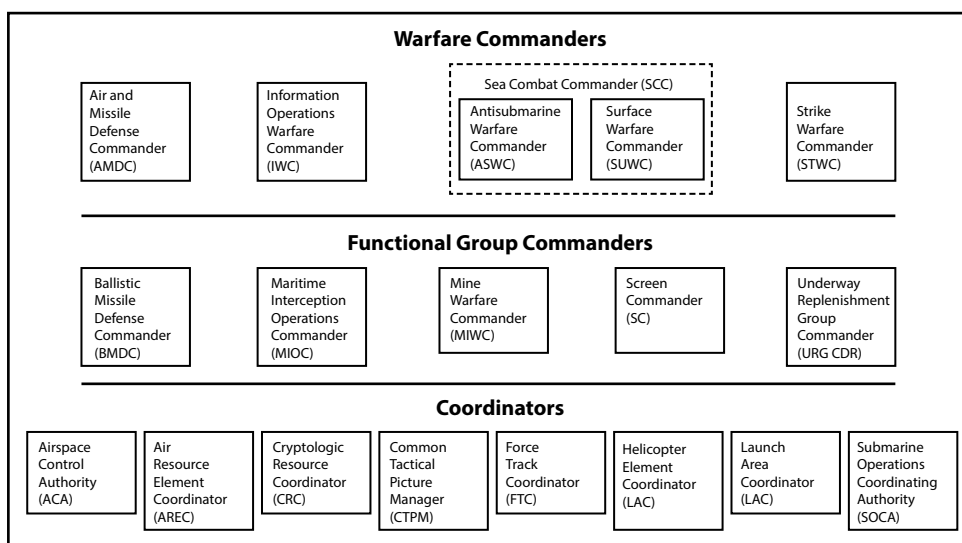 Warfare Commanders
Air and
Missile
Defense
Commander
(AMDC)
Information
Operations
Warfare
Commander
(IWC)
Sea Combat Commander (SCC)
Antisubmarine
Warfare
Commander
(ASWC)
Surface
Warfare
Commander
(SUWC)
Strike
Warfare
Commander
(STWC)
Functional Group Commanders
Ballistic
Missile
Defense
Commander
(BMDC)
Maritime
Interception
Operations
Commander
(MIOC)
Mine
Warfare
Commander
(MIWC)
Screen
Commander
(SC)
Underway
Replenishment
Group
Commander
(URG CDR)
Coordinators
Airspace
Control
Authority
(ACA)
Air
Resource
Element
Coordinator
(AREC)
Cryptologic
Resource
Coordinator
(CRC)
Common
Tactical
Picture
Manager
(CTPM)
Force
Track
Coordinator
(FTC)
Helicopter
Element
Coordinator
(LAC)
Launch
Area
Coordinator
(LAC)
Submarine
Operations
Coordinating
Authority
(SOCA)